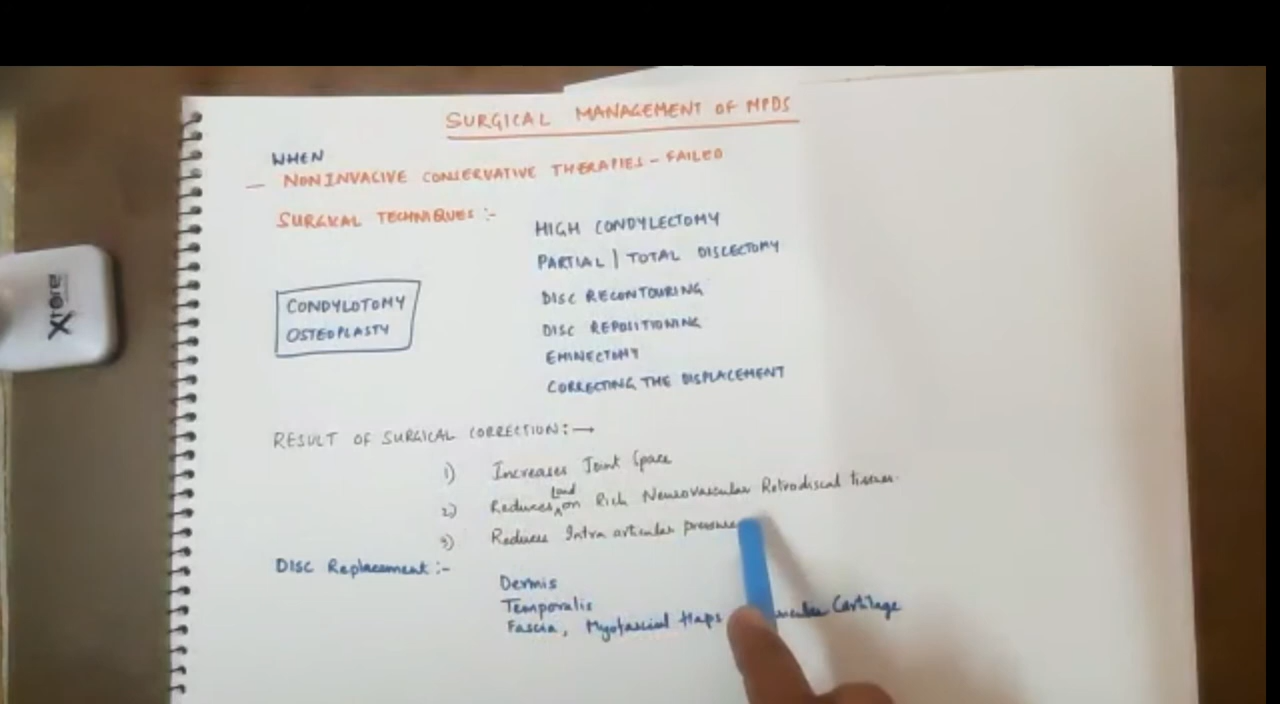 SURGICAL MANAGEMENT OF MPDS
WHEN
— NONINVACIVE CONSERVATIVE THERAPIES - FAILED
SURGICAL TECHNIQUES :-
HIGH CONDYLECTOMY
PARTIAL | TOTAL DISCECTOMY
DISC RECONTOURING
DISC REPOSITIONING
EMINECTOMY
CORRECTING THE DISPLACEMENT
CONDYLOTOMY
OSTEOPLASTY
Xtore
RESULT OF SURGICAL CORRECTION :- →
1) Increases Joint Space
2) Reduces Load on Rich Neurovascular Retrodiscal tissues.
3) Reduces Intra articular pressure
DISC Replacement :-
Dermis
Temporalis
Fascia, Myofascial flaps Cartilage